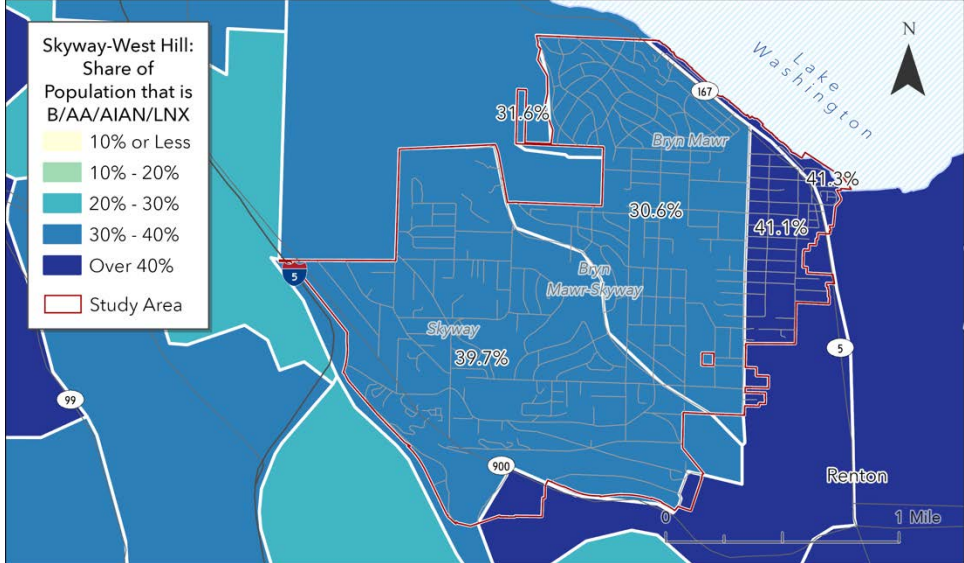 Skyway-West Hill:
Share of
Population that is
B/AA/AIAN/LNX
10% or Less
10% - 20%
20% - 30%
30% - 40%
Over 40%
Study Area
N
Lake
Washington
167
31.6%
Bryn Mawr
41.3%
30.6%
41.1%
5
Bryn
Mawr-Skyway
Skyway
39.7%
5
99
900
Renton
0
1 Mile